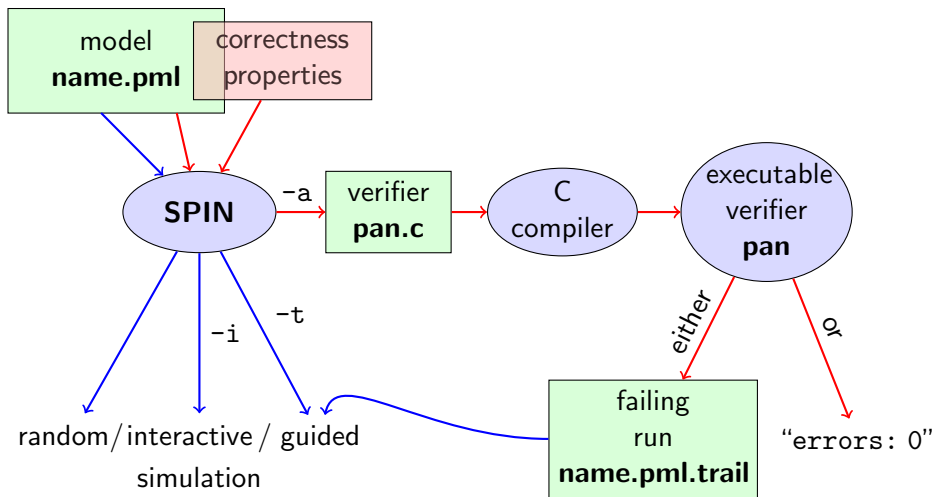 model
name.pml
correctness
properties
SPIN
-a
verifier
pan.c
C
compiler
executable
verifier
pan
-i
-t
either
or
random/interactive / guided
simulation
failing
run
name.pml.trail
“errors: 0”